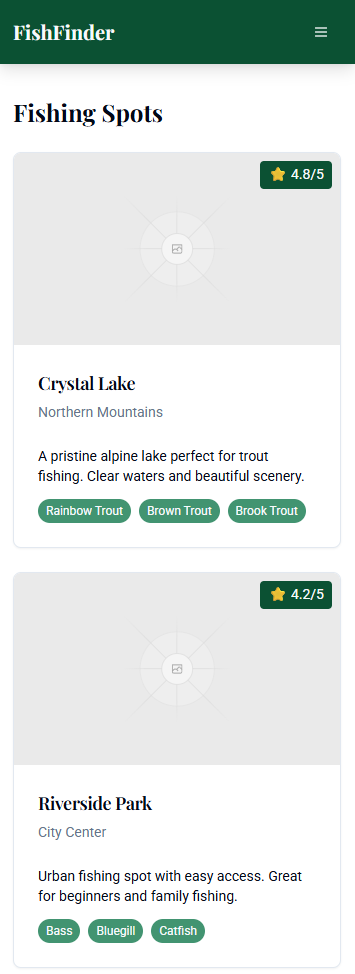 FishFinder
Fishing Spots
4.8/5
Crystal Lake
Northern Mountains
A pristine alpine lake perfect for trout
fishing. Clear waters and beautiful scenery.
Rainbow Trout Brown Trout Brook Trout
4.2/5
Riverside Park
City Center
Urban fishing spot with easy access. Great
for beginners and family fishing.
Bass Bluegill Catfish